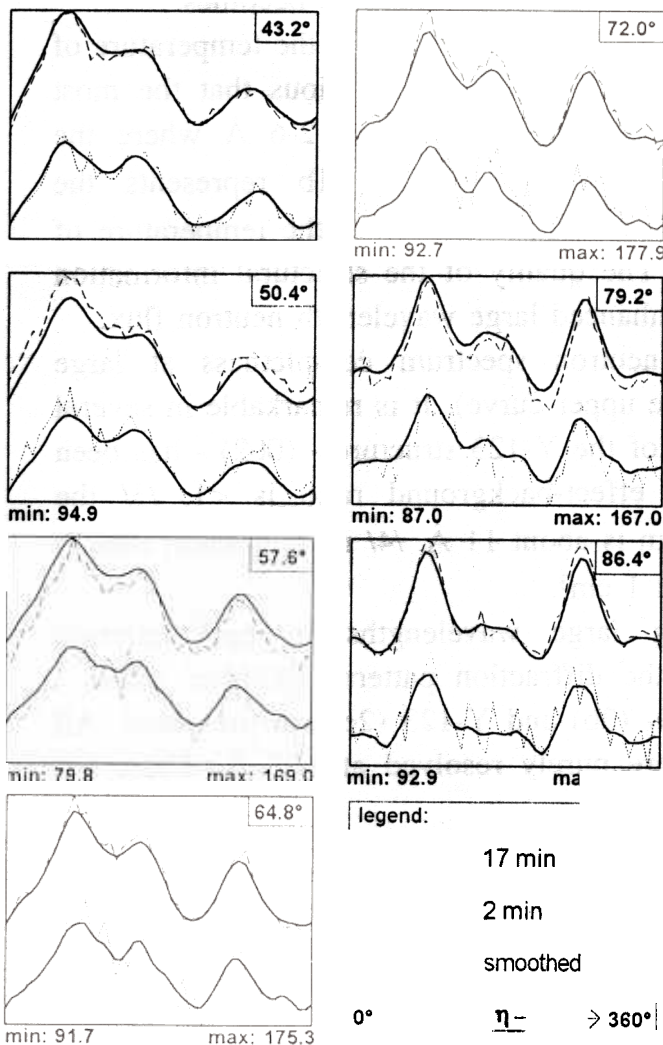 43.2°
72.0°
min: 92.7 max: 177.9
50.4°
79.2°
min: 94.9
min: 87.0 max: 167.0
57.6°
86.4°
min: 79.8 max: 169.0
min: 92.9
64.8°
legend:
17 min
2 min
smoothed
0° η 360°
min: 91.7 max: 175.3